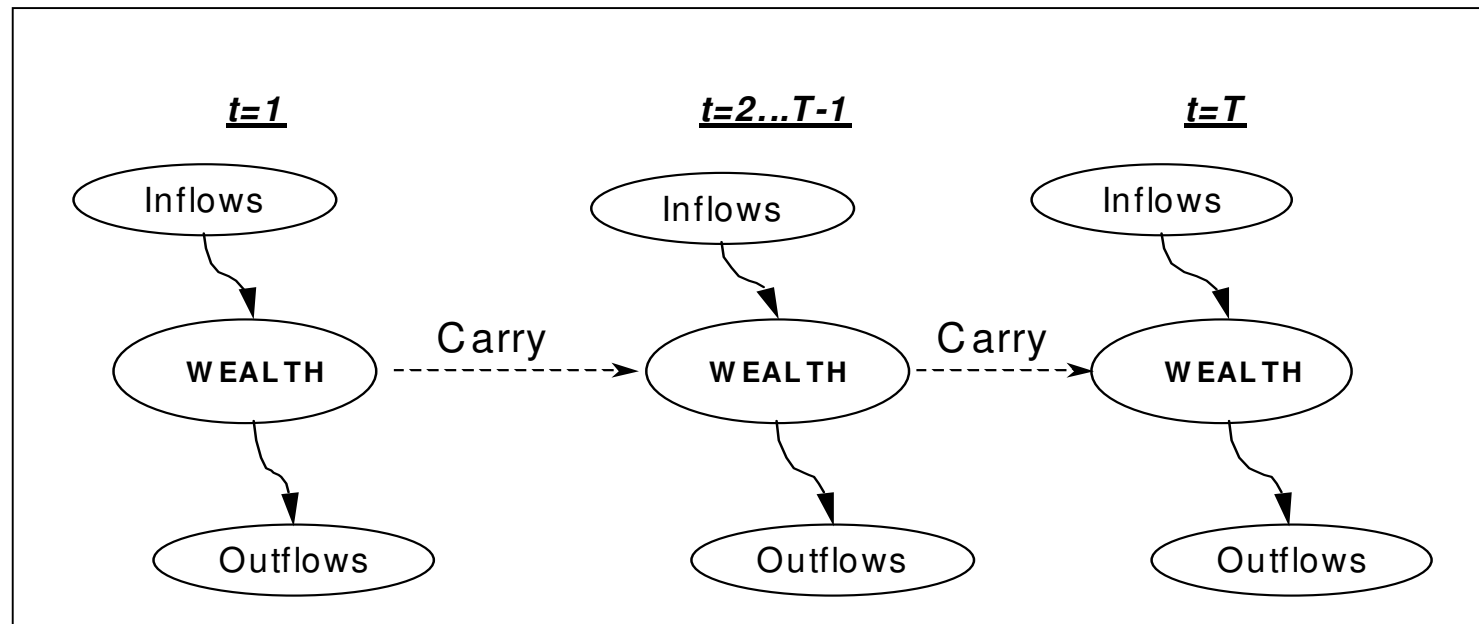 t=1
t=2...T-1
t=T
Inflows
Inflows
Inflows
Carry
Carry
WEALTH
WEALTH
WEALTH
Outflows
Outflows
Outflows